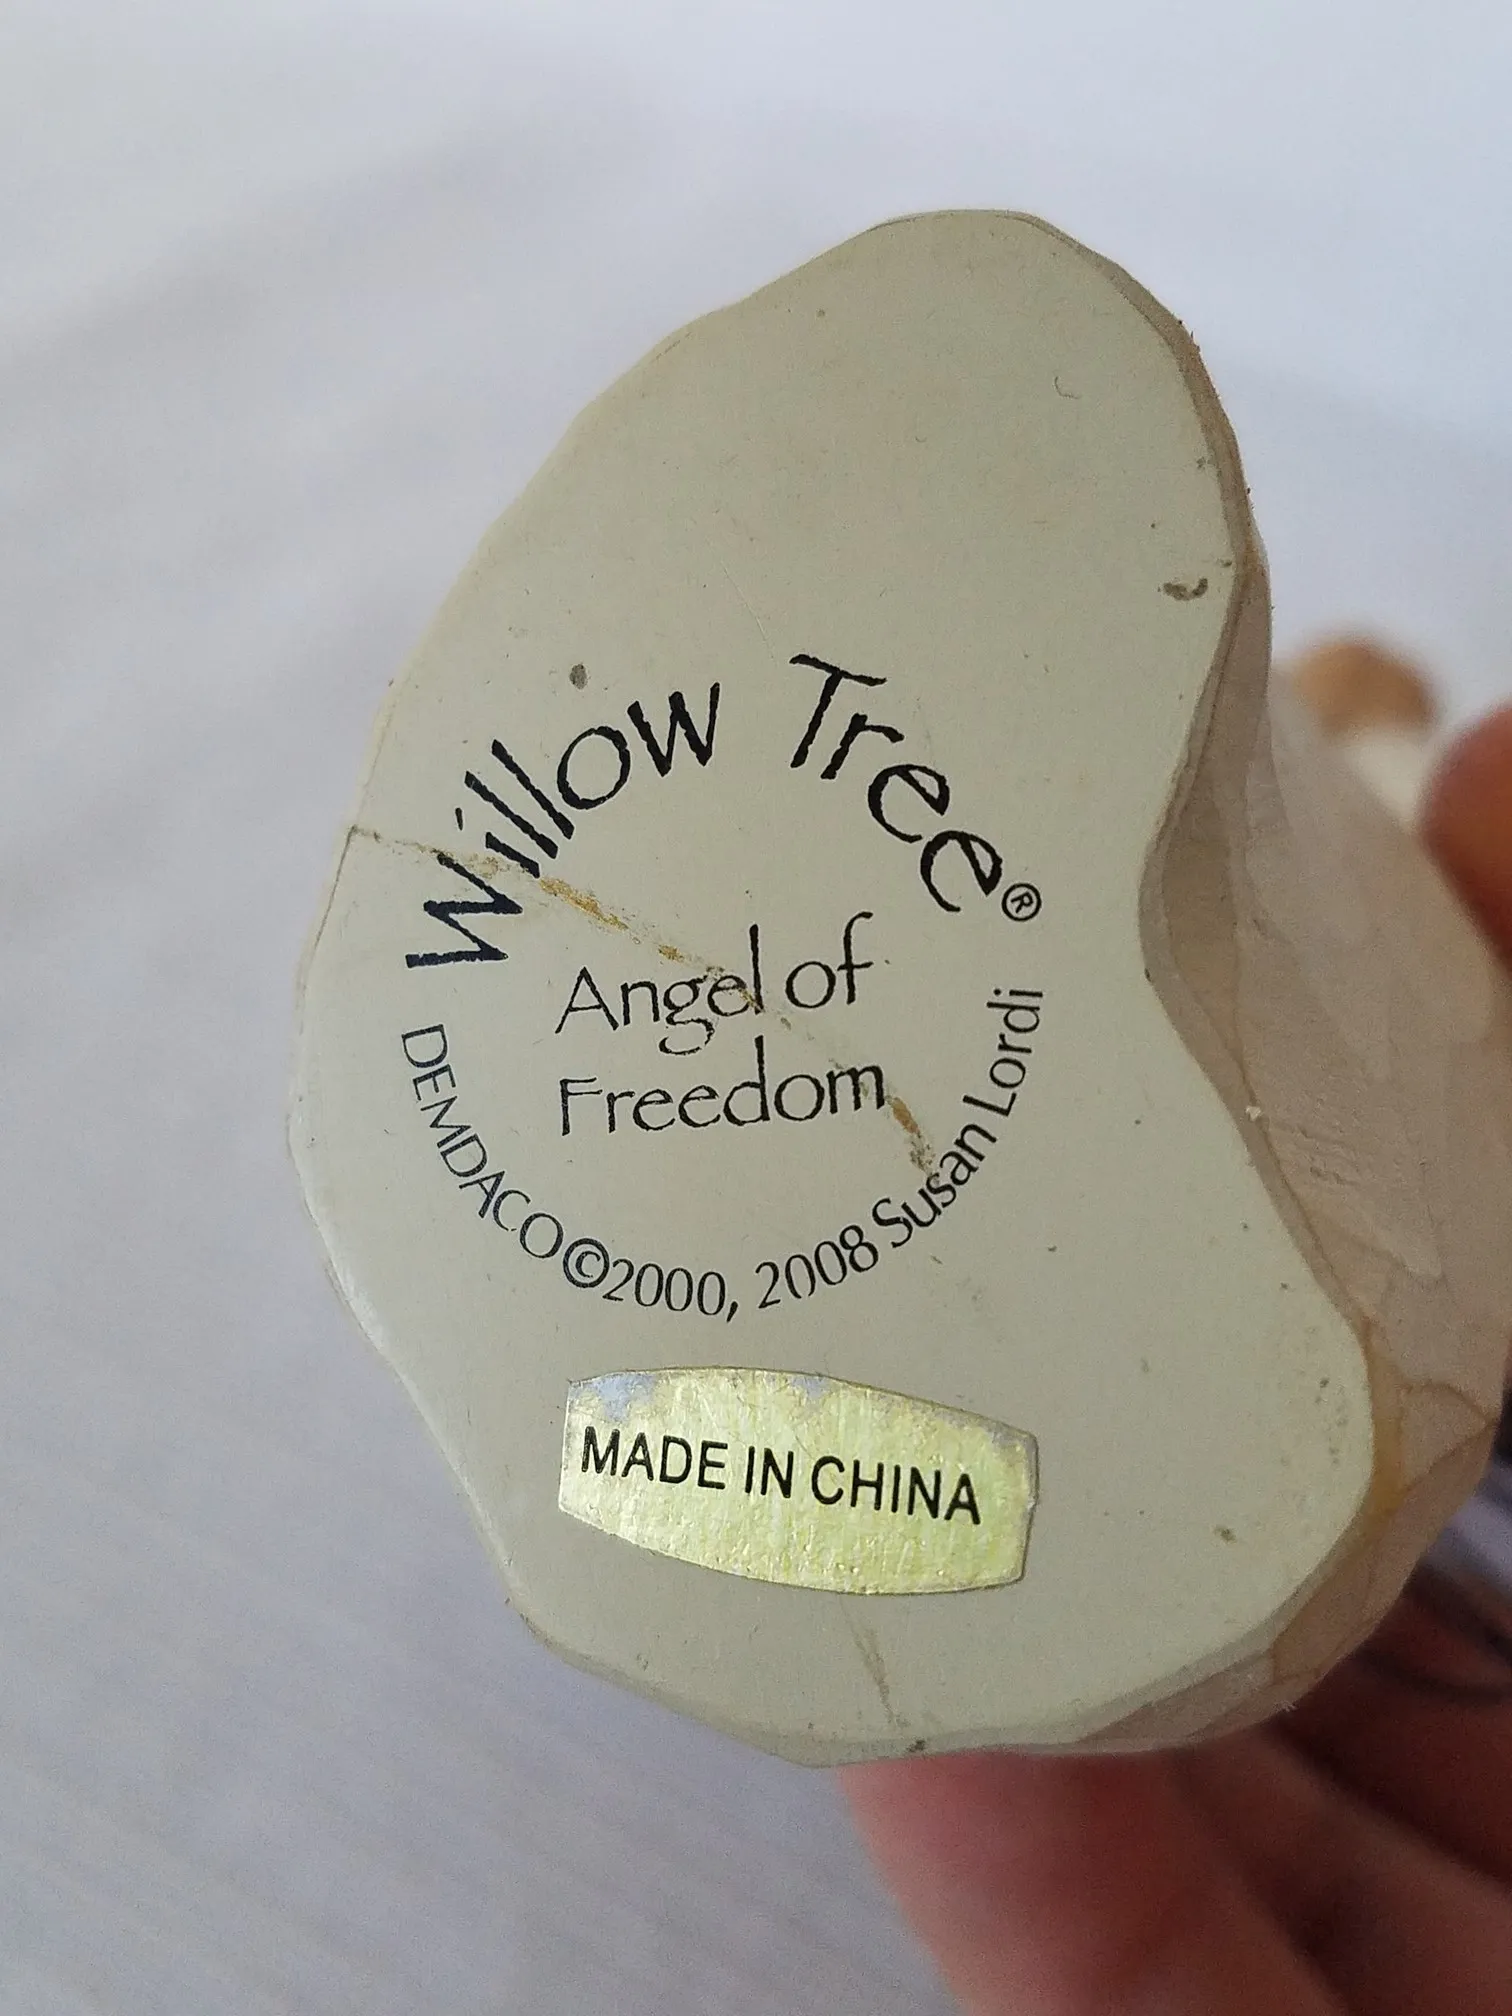 Willow Tree®
Angel of
Freedom
DEMDACO©2000, 2008 Susan Lordi
MADE IN CHINA